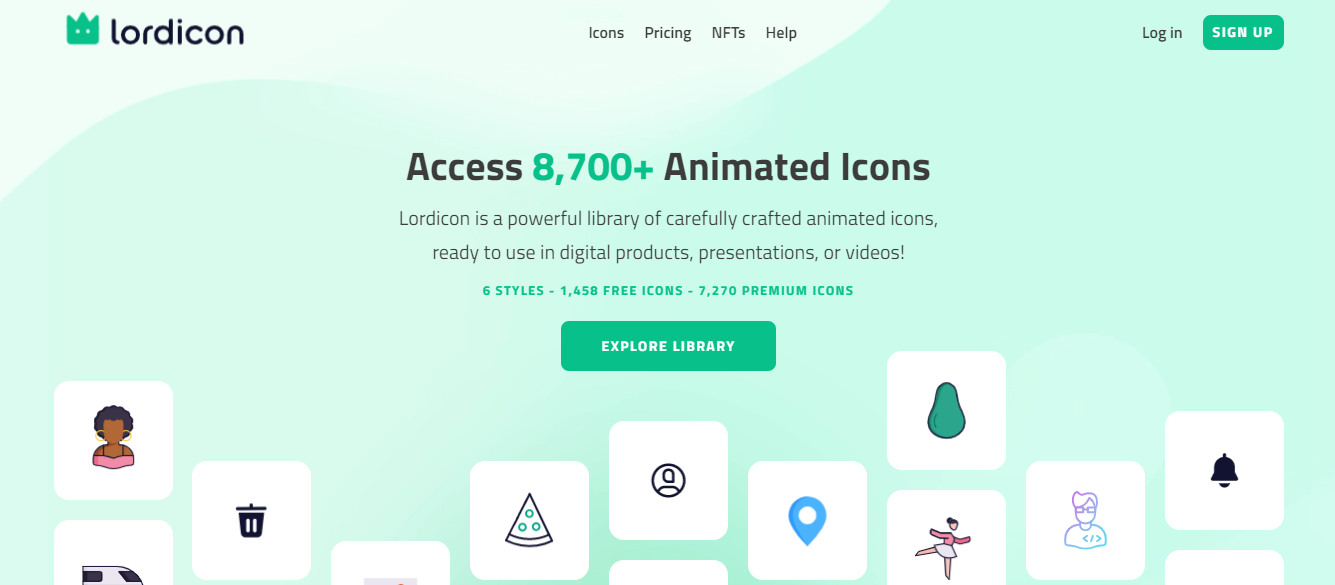 lordicon
Icons Pricing NFTs Help
Log in SIGN UP
Access 8,700+ Animated Icons
Lordicon is a powerful library of carefully crafted animated icons,
ready to use in digital products, presentations, or videos!
6 STYLES - 1,458 FREE ICONS - 7,270 PREMIUM ICONS
EXPLORE LIBRARY